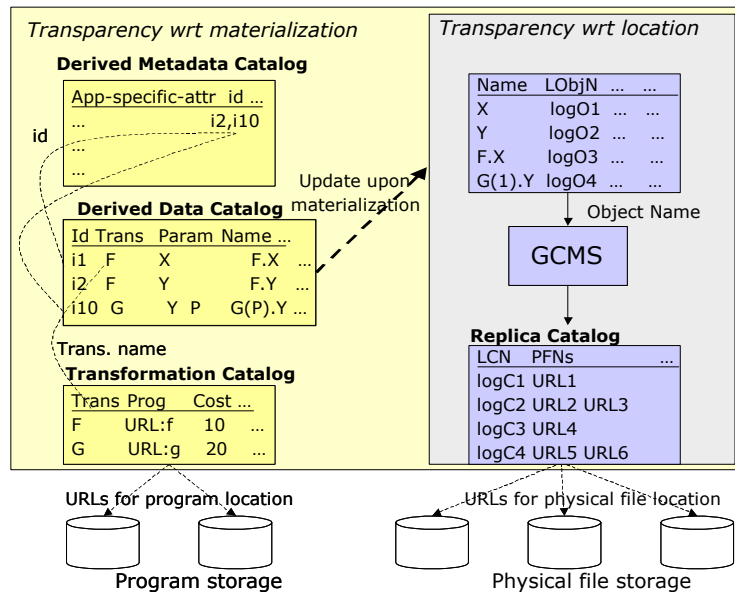 Transparency wrt materialization
Derived Metadata Catalog
App-specific-attr id ...
... i2,i10
...
...
id
Update upon
materialization
Derived Data Catalog
Id Trans Param Name ...
i1 F X F.X ...
i2 F Y F.Y ...
i10 G Y P G(P).Y ...
Trans. name
Transformation Catalog
Trans Prog Cost ...
F URL:f 10 ...
G URL:g 20 ...
URLs for program location
Program storage
Transparency wrt location
Name LObjN ... ...
X logO1 ... ...
Y logO2 ... ...
F.X logO3 ... ...
G(1).Y logO4 ... ...
Object Name
GCMS
Replica Catalog
LCN PFNs ...
logC1 URL1
logC2 URL2 URL3
logC3 URL4
logC4 URL5 URL6
URLs for physical file location
Physical file storage